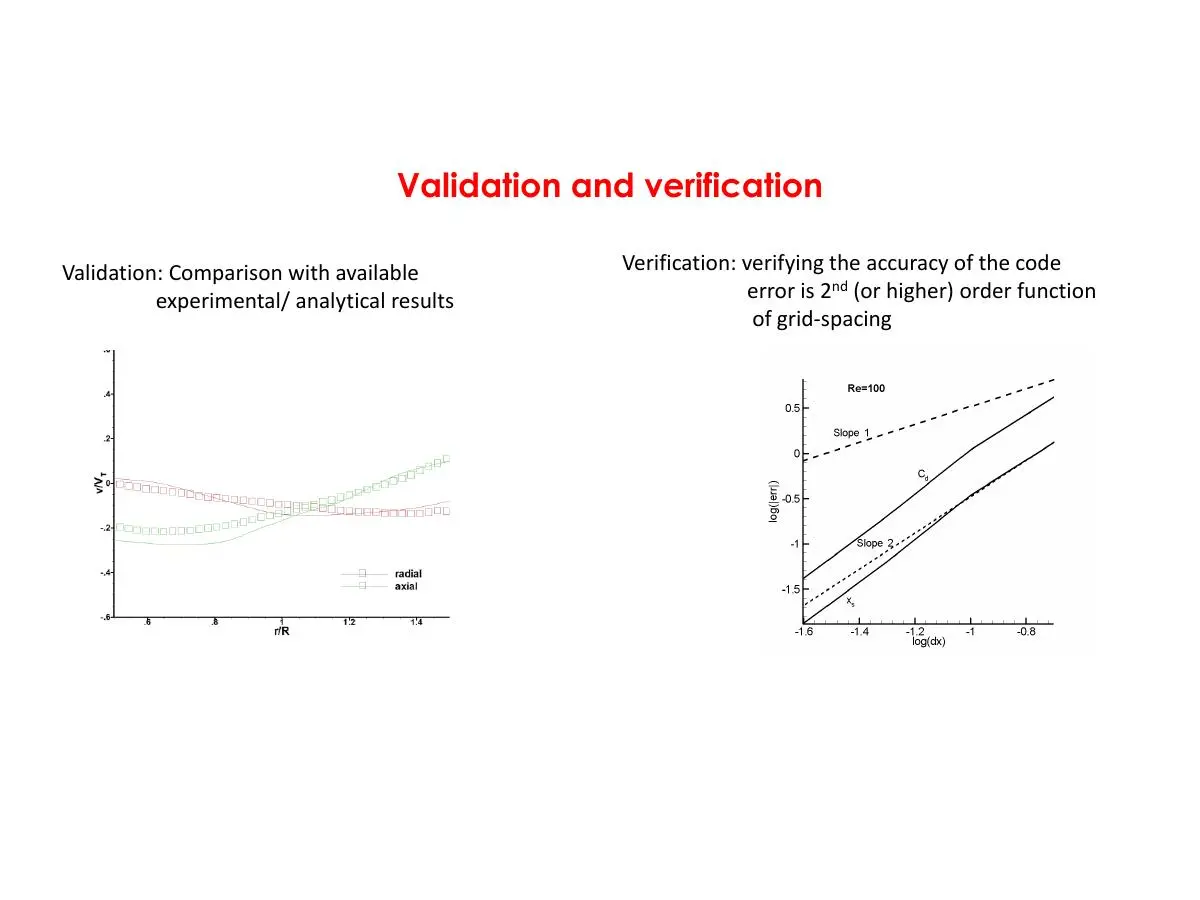 Validation and verification
Validation: Comparison with available
experimental/ analytical results
Verification: verifying the accuracy of the code
error is 2nd (or higher) order function
of grid-spacing
.4
.2
0
-.2
-.4
-.6
v/VT
.6
.8
1
1.2
1.4
r/R
radial
axial
Re=100
Slope 1
Cd
Slope 2
xs
0.5
0
-0.5
-1
-1.5
log(|err|)
-1.6
-1.4
-1.2
-1
-0.8
log(dx)